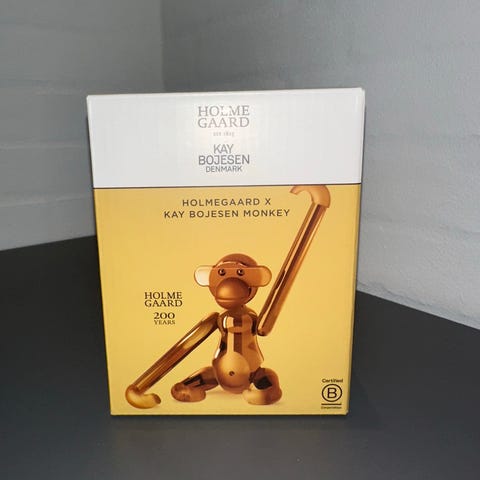 HOLME
GAARD
EST 1825
KAY
BOJESEN
DENMARK
HOLMEGAARD X
KAY BOJESEN MONKEY
HOLME
GAARD
200
YEARS
Certified
B
Corporation